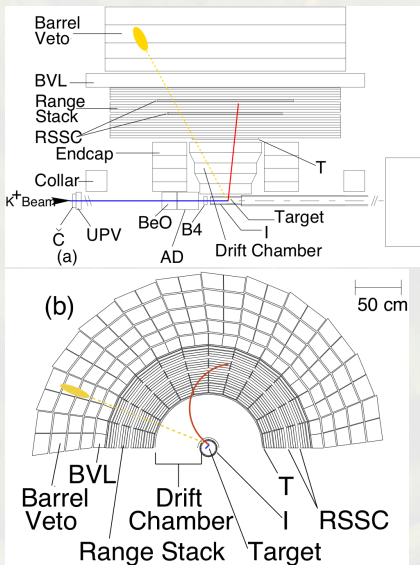 Barrel
Veto
BVL
Range
Stack
RSSC
Endcap
T
Collar
K+ Beam
Č
UPV
(a)
BeO
AD
B4
I
Target
Drift Chamber
(b)
50 cm
BVL
Barrel
Veto
Drift
Chamber
T
I
RSSC
Range Stack
Target